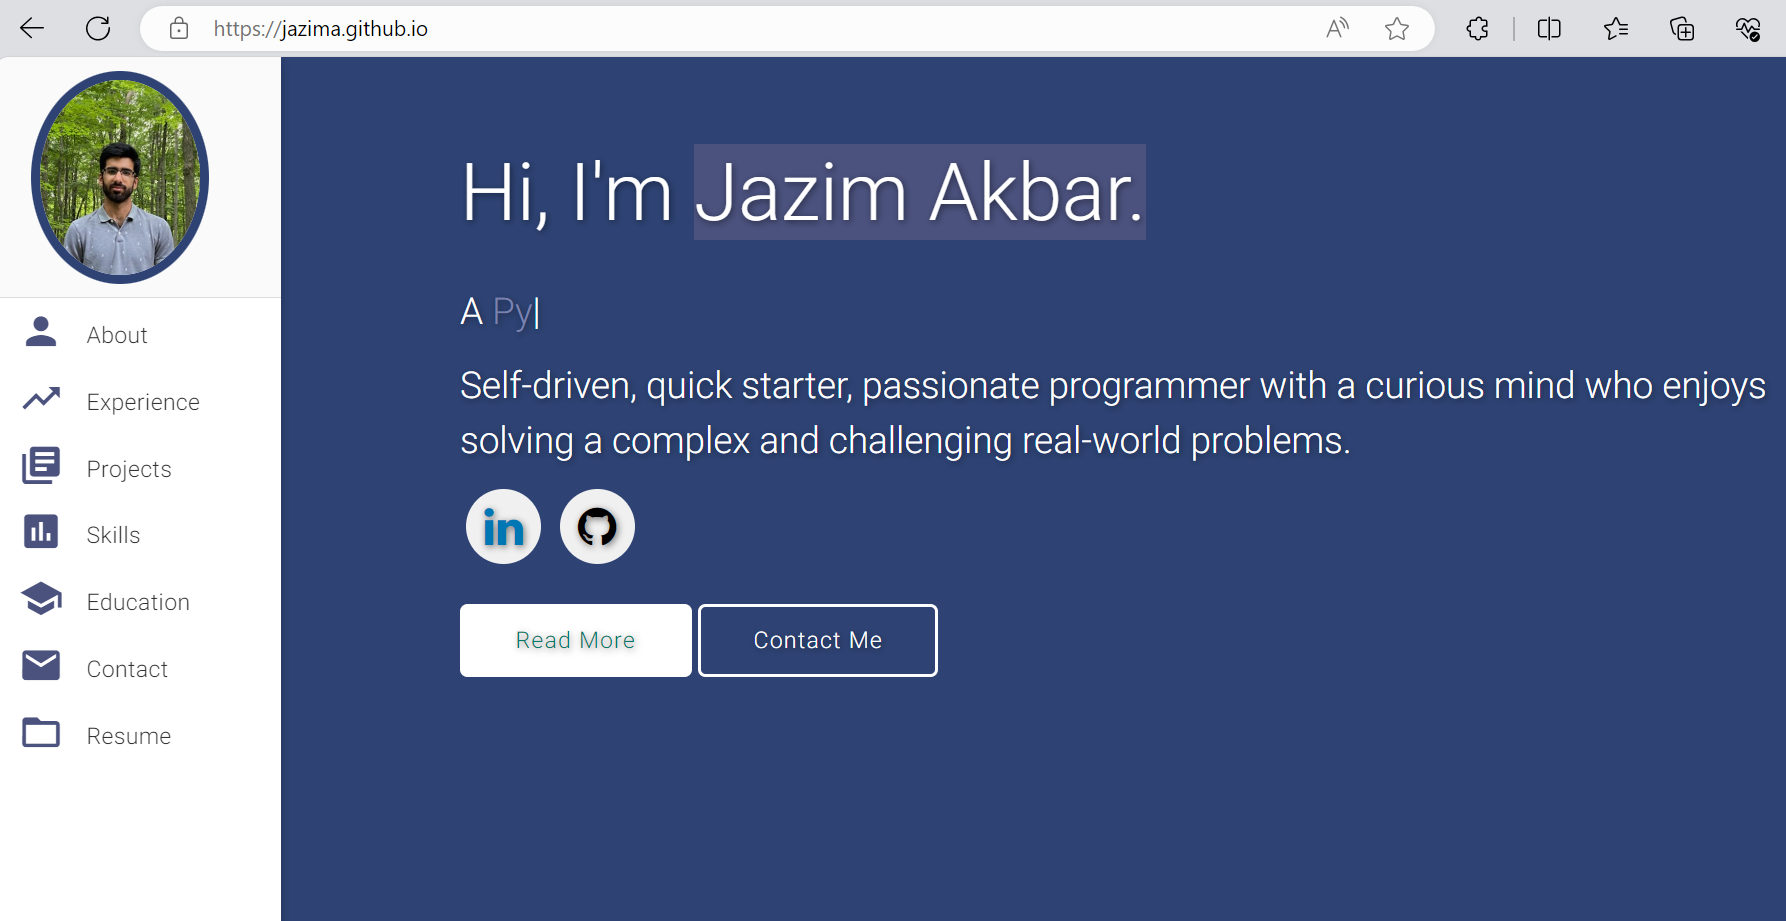 https://jazima.github.io
About
Experience
Projects
Skills
Education
Contact
Resume
Hi, I'm Jazim Akbar.
A Py|
Self-driven, quick starter, passionate programmer with a curious mind who enjoys
solving a complex and challenging real-world problems.
in
Read More
Contact Me